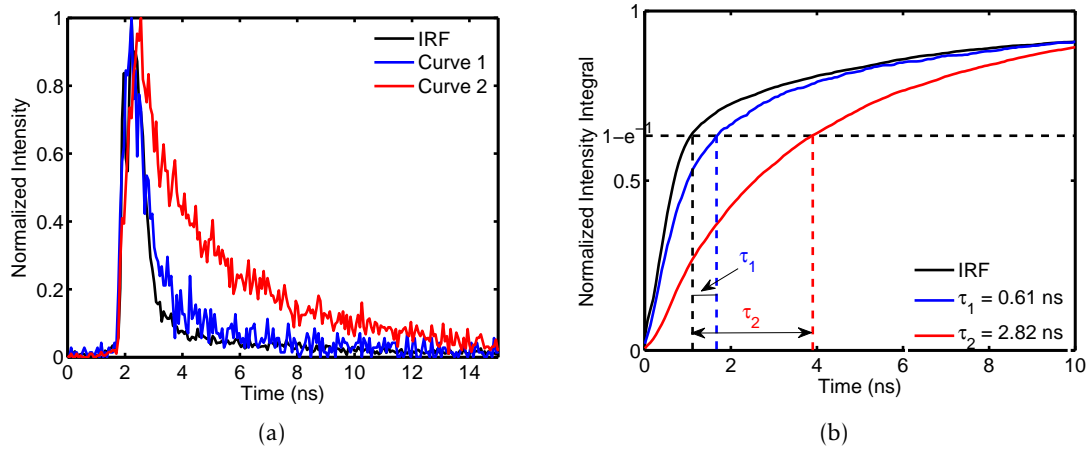 Normalized Intensity
1
0.8
0.6
0.4
0.2
0
IRF
Curve 1
Curve 2
0 2 4 6 8 10 12 14
Time (ns)
(a)
Normalized Intensity Integral
1
1−e⁻¹
0.5
0
τ₁
τ₂
IRF
τ₁ = 0.61 ns
τ₂ = 2.82 ns
0 2 4 6 8 10
Time (ns)
(b)